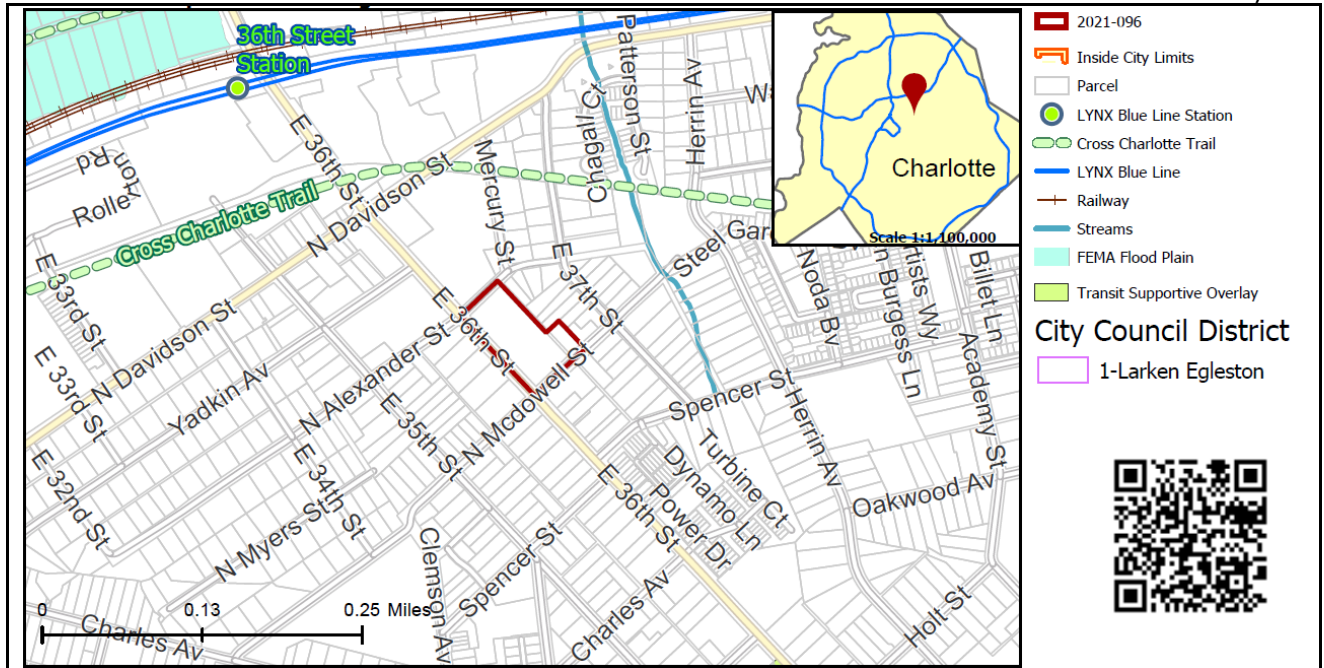 36th Street
Station
Patterson St
Herrin Av
Chagall Ct
E 36th St
Mercury St
N Davidson St
Rolle
Yton Rd
Cross Charlotte Trail
E 33rd St
E 37th St
Steel Gar
Noda Bv
n Burgess Ln
rtists Wy
Billet Ln
Academy St
E 36th St
N Alexander St
N Davidson St
Yadkin Av
E 33rd St
N Mcdowell St
E 35th St
E 34th St
E 32nd St
N Myers St
Spencer St
Herrin Av
Turbine Ct
Dynamo Ln
Power Dr
E 36th St
Oakwood Av
Clemson Av
Spencer St
Charles Av
Holt St
Charles Av
0 0.13 0.25 Miles
Charlotte
Scale 1:1,100,000
2021-096
Inside City Limits
Parcel
LYNX Blue Line Station
Cross Charlotte Trail
LYNX Blue Line
Railway
Streams
FEMA Flood Plain
Transit Supportive Overlay
City Council District
1-Larken Egleston